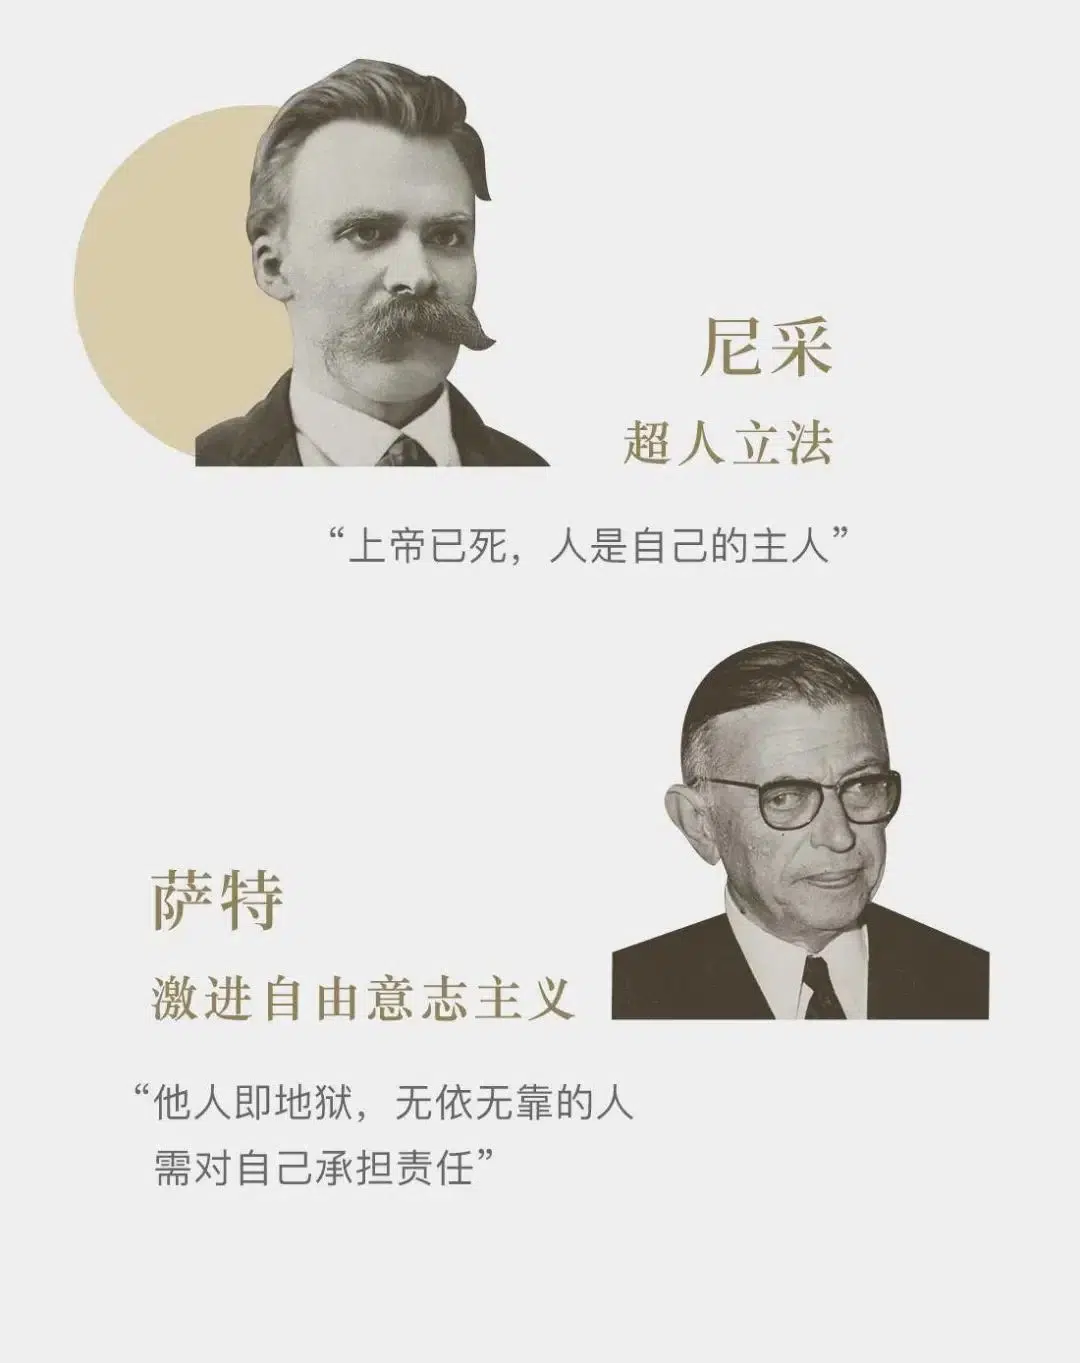 尼采
超人立法
“上帝已死，人是自己的主人”
萨特
激进自由意志主义
“他人即地狱，无依无靠的人
需对自己承担责任”